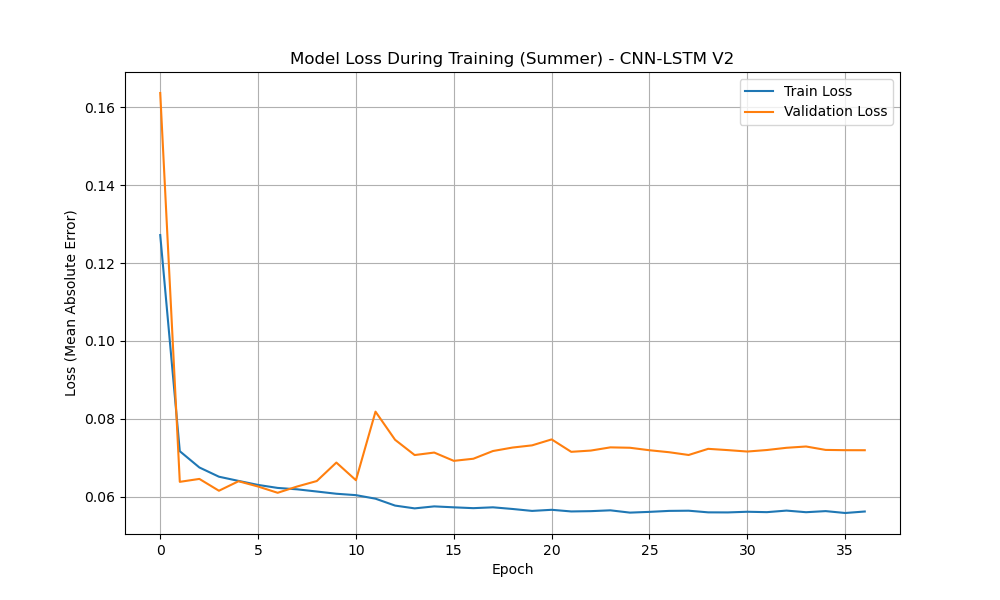 Model Loss During Training (Summer) - CNN-LSTM V2
Train Loss
Validation Loss
Loss (Mean Absolute Error)
0.16
0.14
0.12
0.10
0.08
0.06
0 5 10 15 20 25 30 35
Epoch